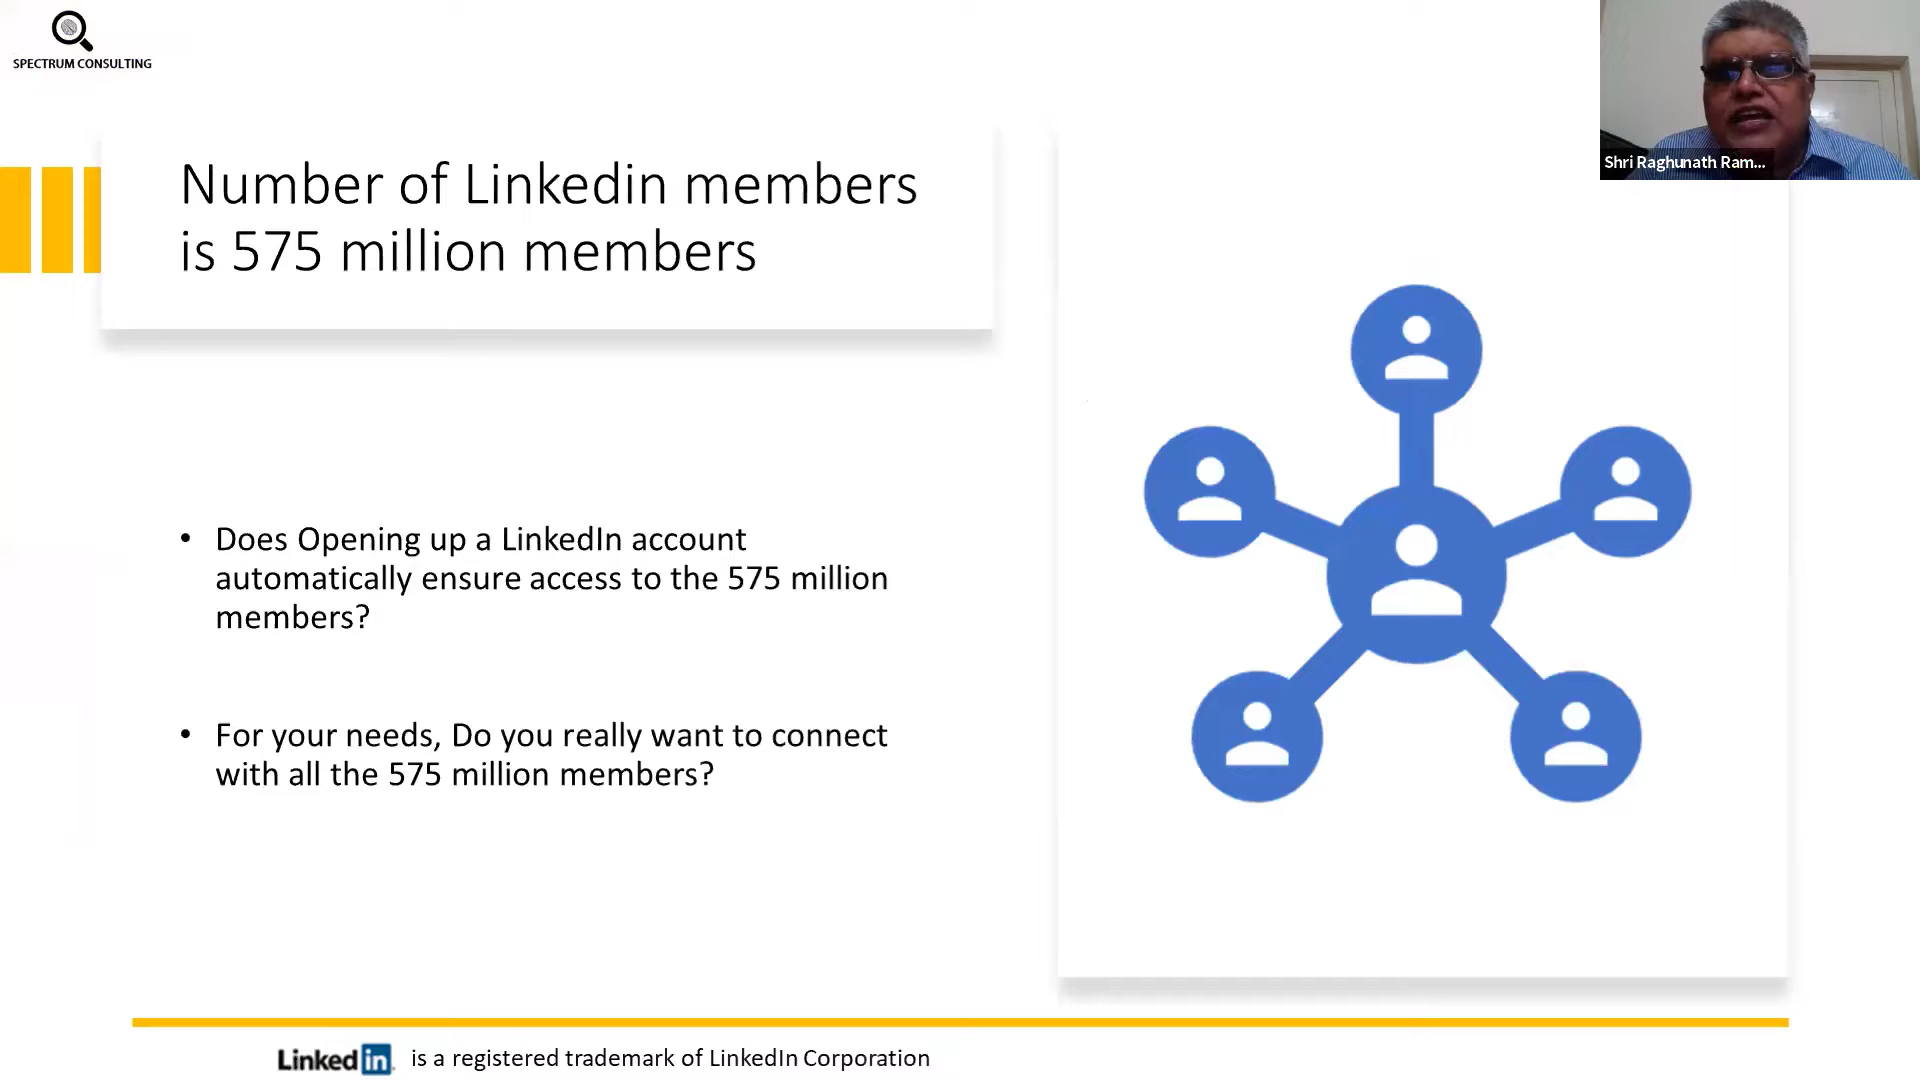 SPECTRUM CONSULTING
Shri Raghunath Ram...
Number of Linkedin members
is 575 million members
• Does Opening up a LinkedIn account
automatically ensure access to the 575 million
members?
• For your needs, Do you really want to connect
with all the 575 million members?
Linked in is a registered trademark of LinkedIn Corporation